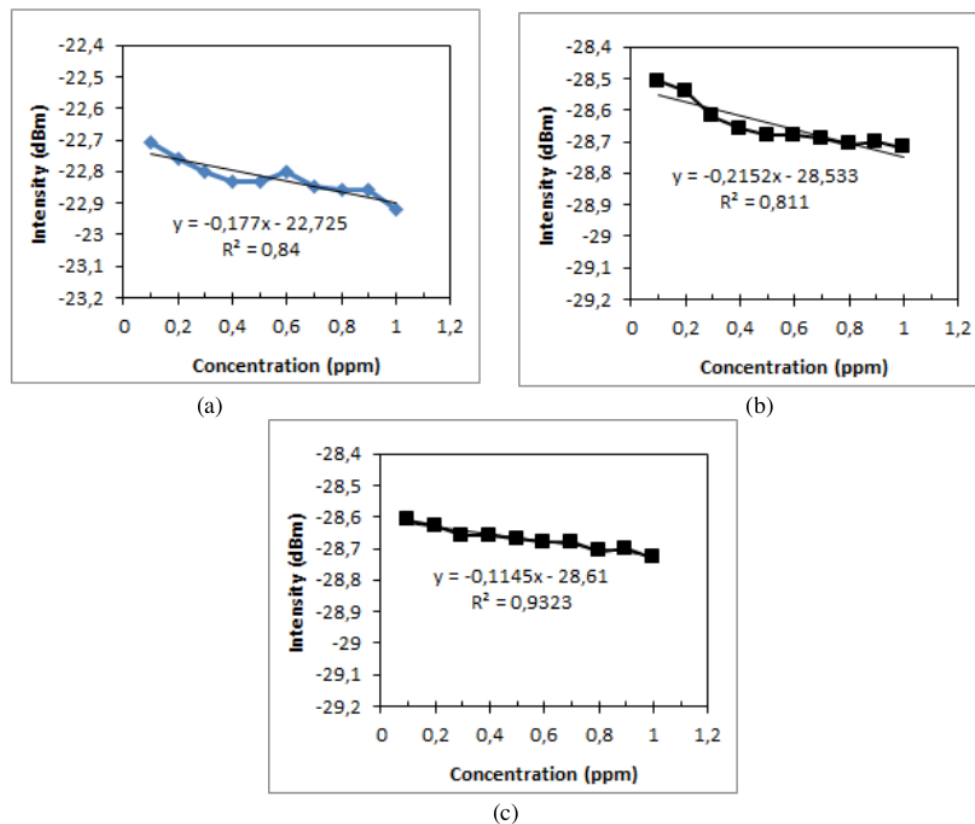 -22,4
-22,5
-22,6
-22,7
-22,8
-22,9
-23
-23,1
-23,2
Intensity (dBm)
y = -0,177x - 22,725
R² = 0,84
0 0,2 0,4 0,6 0,8 1 1,2
Concentration (ppm)
(a)
-28,4
-28,5
-28,6
-28,7
-28,8
-28,9
-29
-29,1
-29,2
Intensity (dBm)
y = -0,2152x - 28,533
R² = 0,811
0 0,2 0,4 0,6 0,8 1 1,2
Concentration (ppm)
(b)
-28,4
-28,5
-28,6
-28,7
-28,8
-28,9
-29
-29,1
-29,2
Intensity (dBm)
y = -0,1145x - 28,61
R² = 0,9323
0 0,2 0,4 0,6 0,8 1 1,2
Concentration (ppm)
(c)